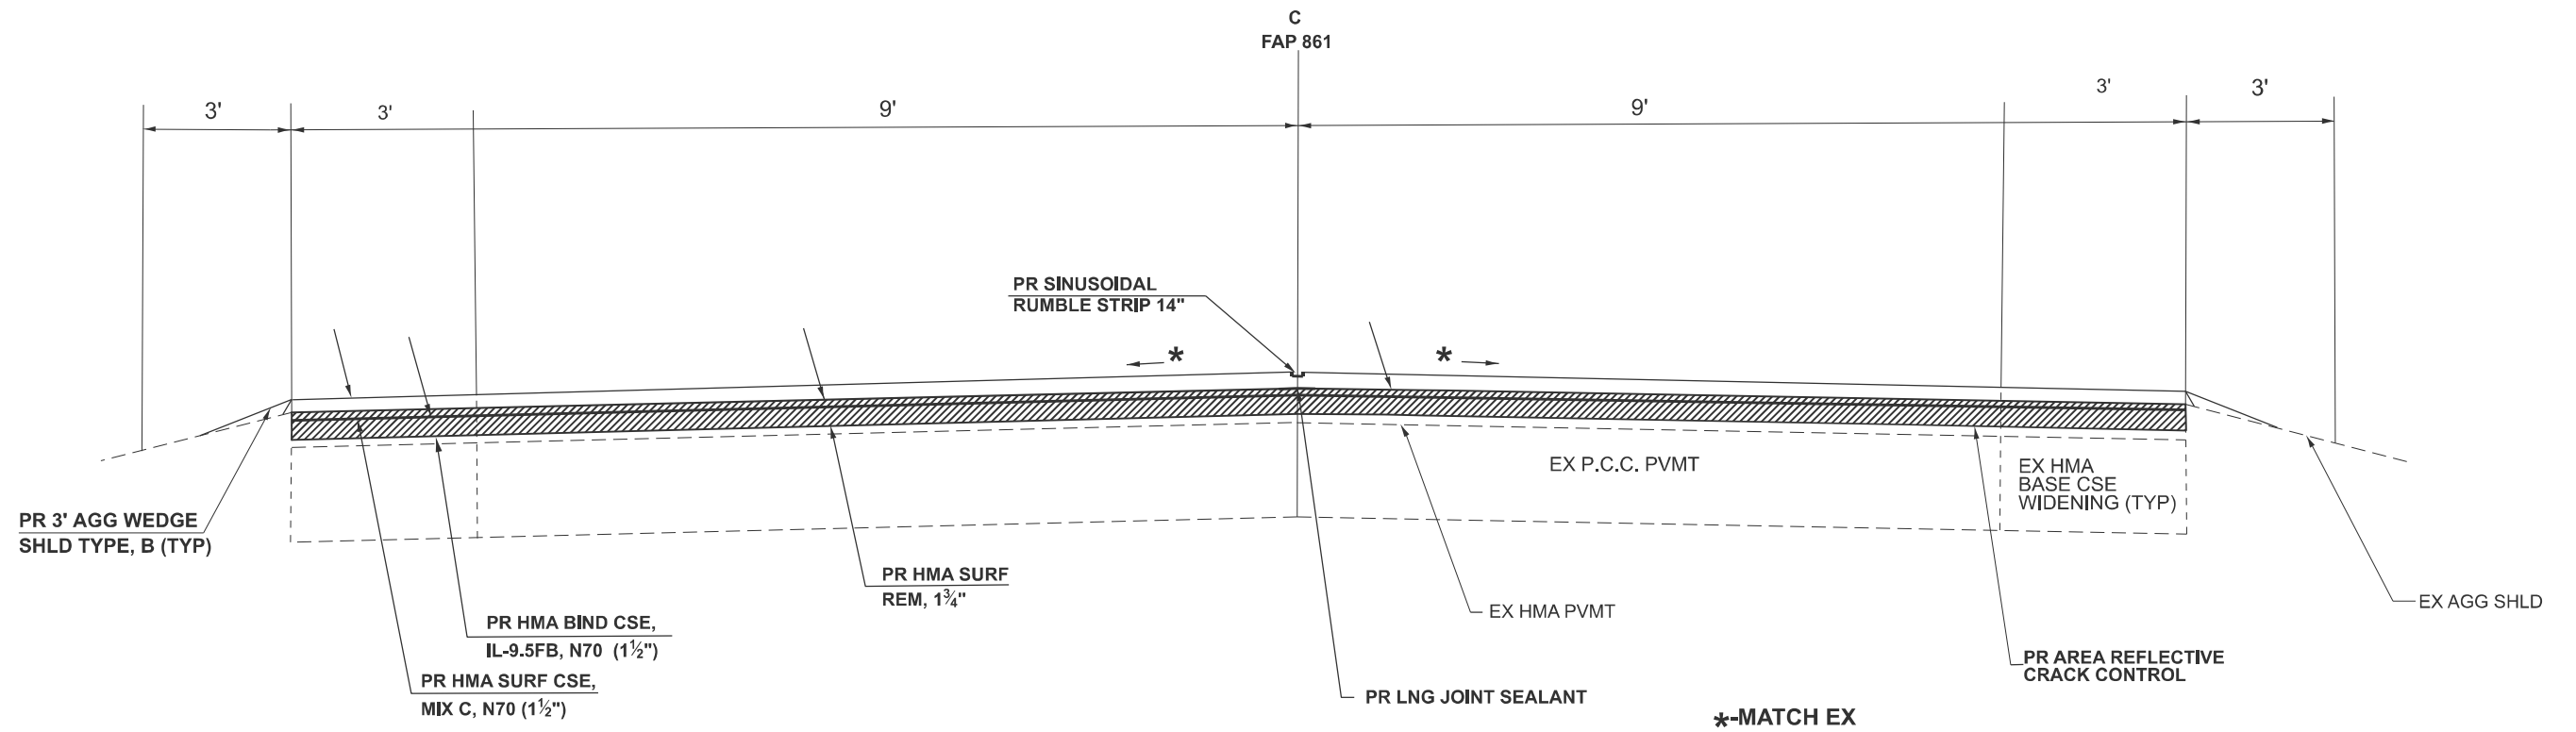 C
FAP 861
3'
3'
9'
9'
3'
3'
PR SINUSOIDAL
RUMBLE STRIP 14"
*
*
EX P.C.C. PVMT
EX HMA
BASE CSE
WIDENING (TYP)
PR 3' AGG WEDGE
SHLD TYPE, B (TYP)
PR HMA SURF
REM, 1¾"
EX HMA PVMT
EX AGG SHLD
PR HMA BIND CSE,
IL-9.5FB, N70 (1½")
PR AREA REFLECTIVE
CRACK CONTROL
PR HMA SURF CSE,
MIX C, N70 (1½")
PR LNG JOINT SEALANT
*-MATCH EX